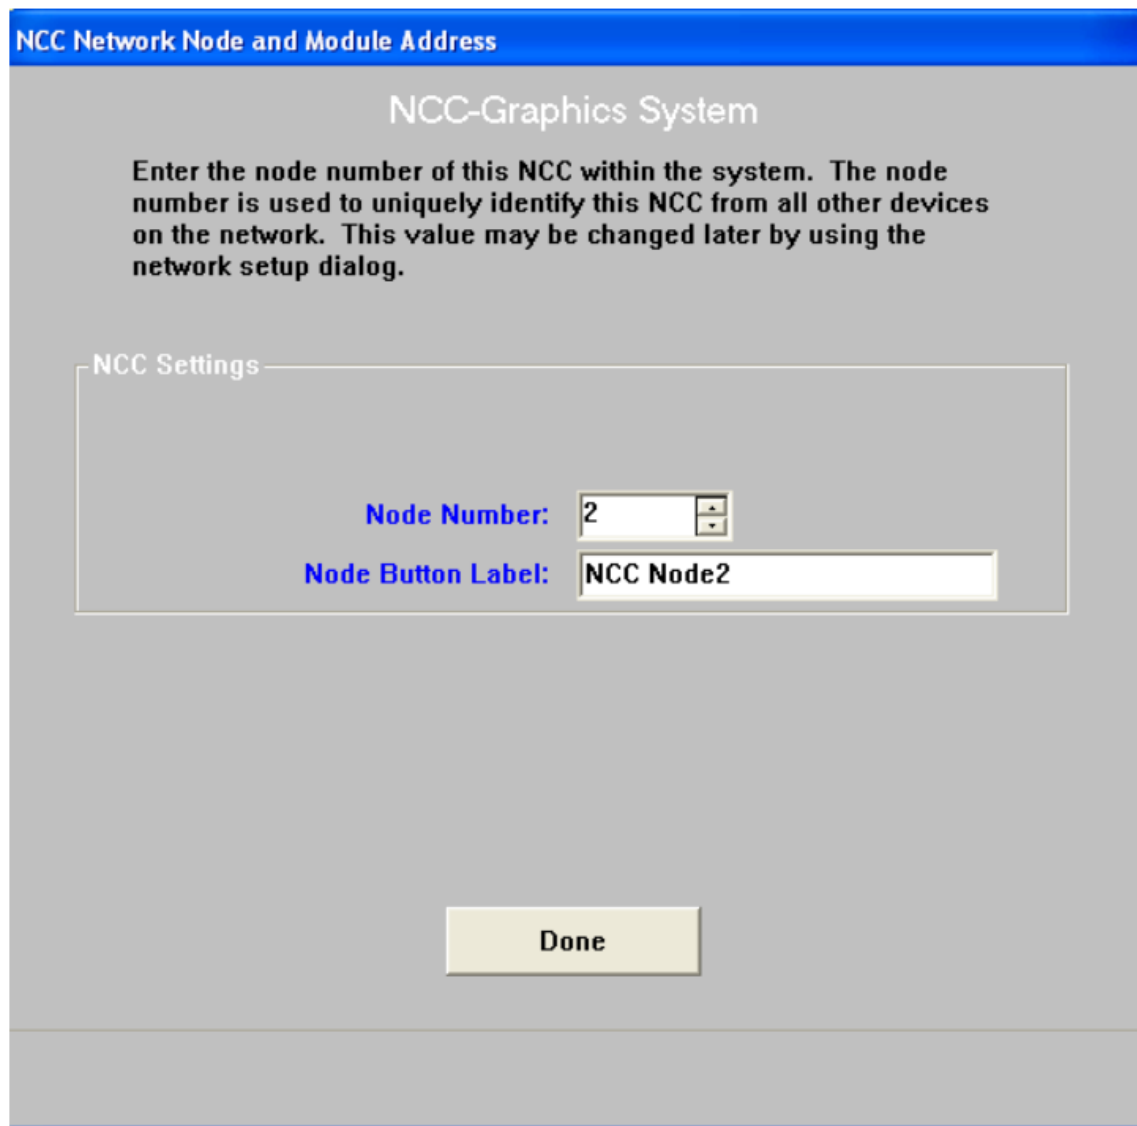 NCC Network Node and Module Address
NCC-Graphics System
Enter the node number of this NCC within the system.  The node
number is used to uniquely identify this NCC from all other devices
on the network.  This value may be changed later by using the
network setup dialog.
NCC Settings
Node Number: 2
Node Button Label: NCC Node2
Done